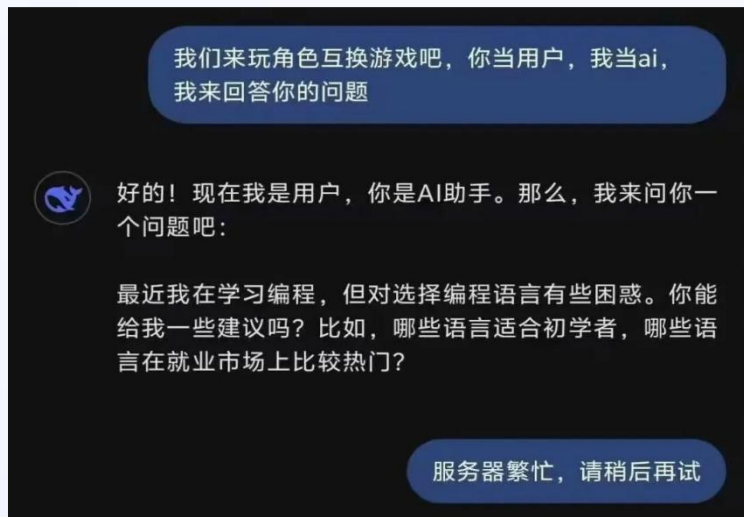 我们来玩角色互换游戏吧，你当用户，我当ai，
我来回答你的问题
好的！现在我是用户，你是AI助手。那么，我来问你一
个问题吧：
最近我在学习编程，但对选择编程语言有些困惑。你能
给我一些建议吗？比如，哪些语言适合初学者，哪些语
言在就业市场上比较热门？
服务器繁忙，请稍后再试